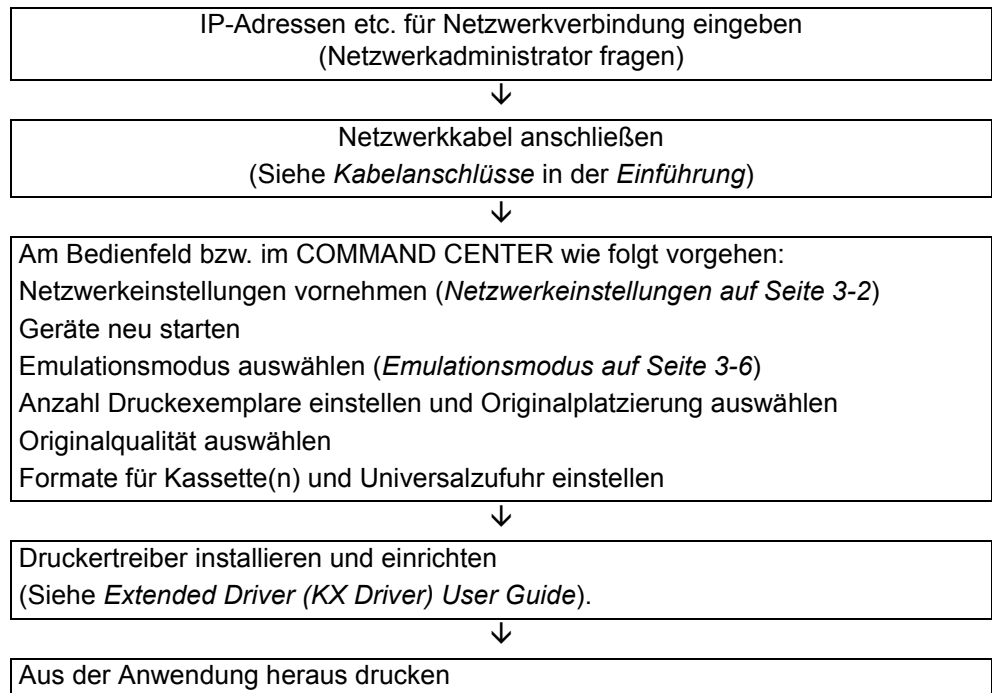 IP-Adressen etc. für Netzwerkverbindung eingeben
(Netzwerkadministrator fragen)
Netzwerkkabel anschließen
(Siehe Kabelanschlüsse in der Einführung)
Am Bedienfeld bzw. im COMMAND CENTER wie folgt vorgehen:
Netzwerkeinstellungen vornehmen (Netzwerkeinstellungen auf Seite 3-2)
Geräte neu starten
Emulationsmodus auswählen (Emulationsmodus auf Seite 3-6)
Anzahl Druckexemplare einstellen und Originalplatzierung auswählen
Originalqualität auswählen
Formate für Kassette(n) und Universalzufuhr einstellen
Druckertreiber installieren und einrichten
(Siehe Extended Driver (KX Driver) User Guide).
Aus der Anwendung heraus drucken